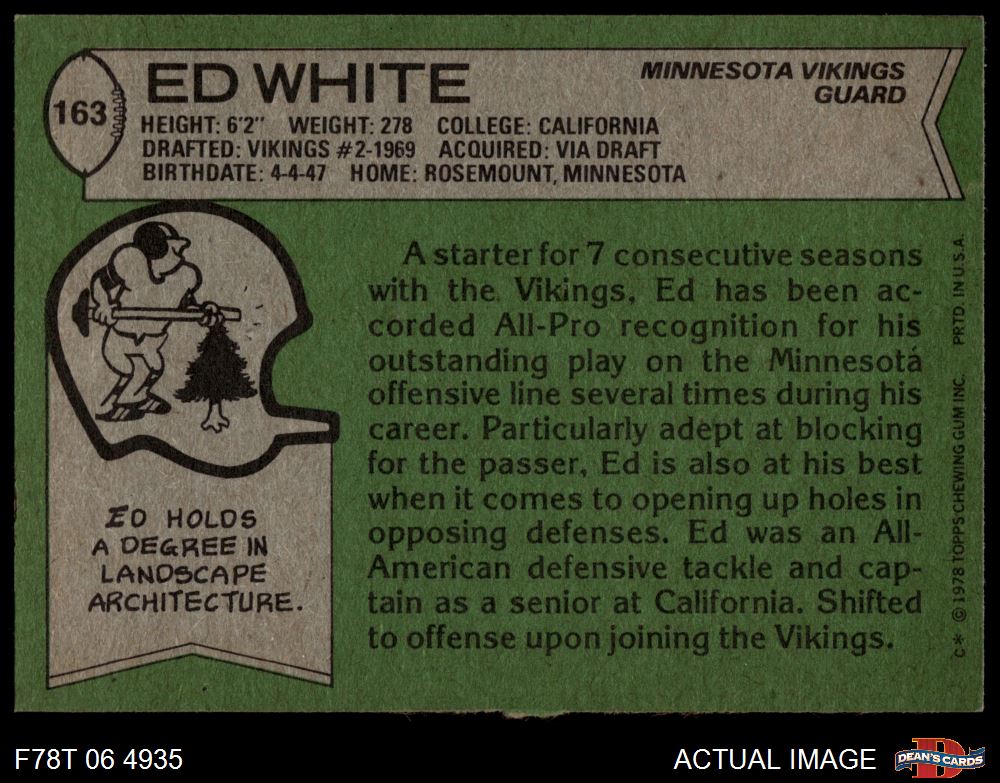 163
ED WHITE
MINNESOTA VIKINGS
GUARD
HEIGHT: 6'2" WEIGHT: 278 COLLEGE: CALIFORNIA
DRAFTED: VIKINGS #2-1969 ACQUIRED: VIA DRAFT
BIRTHDATE: 4-4-47 HOME: ROSEMOUNT, MINNESOTA
A starter for 7 consecutive seasons
with the Vikings, Ed has been ac-
corded All-Pro recognition for his
outstanding play on the Minnesota
offensive line several times during his
career. Particularly adept at blocking
for the passer, Ed is also at his best
when it comes to opening up holes in
opposing defenses. Ed was an All-
American defensive tackle and cap-
tain as a senior at California. Shifted
to offense upon joining the Vikings.
ED HOLDS
A DEGREE IN
LANDSCAPE
ARCHITECTURE.
C* © 1978 TOPPS CHEWING GUM INC. PRTD. IN U.S.A.
F78T 06 4935
ACTUAL IMAGE
D
DEAN'S CARDS